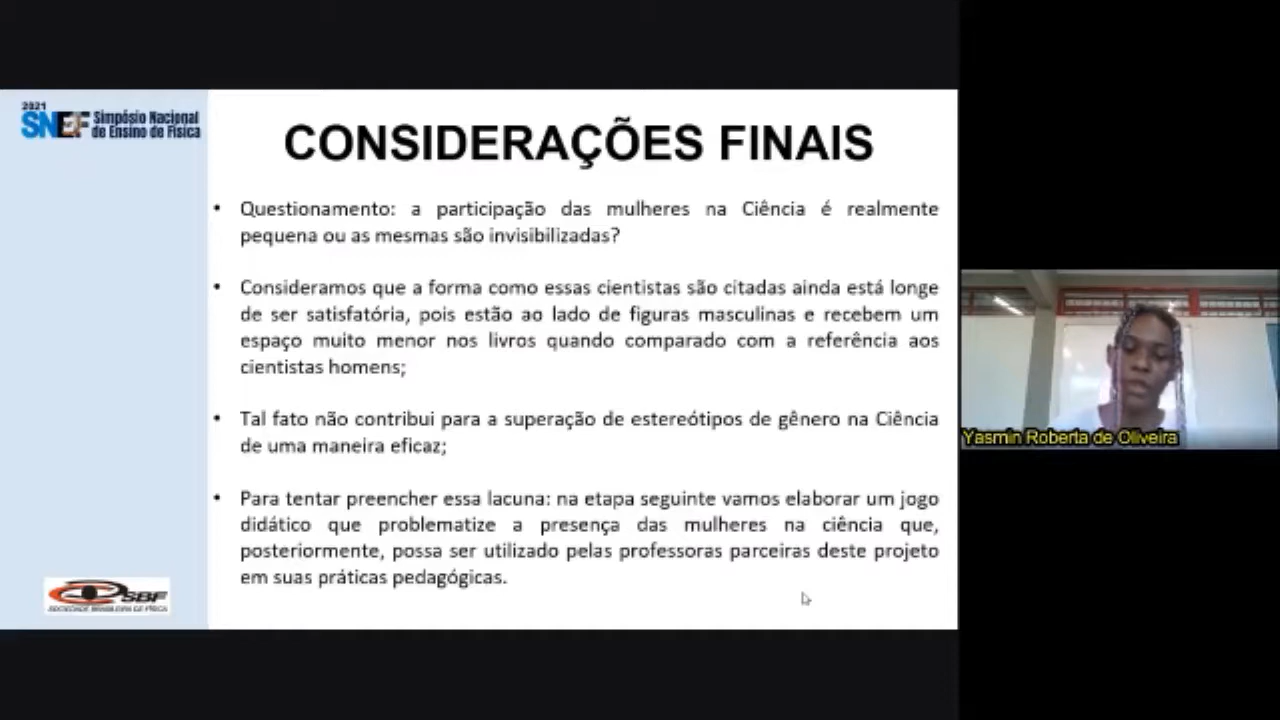 2021
SNEF Simpósio Nacional
de Ensino de Física
CONSIDERAÇÕES FINAIS
• Questionamento: a participação das mulheres na Ciência é realmente
pequena ou as mesmas são invisibilizadas?
• Consideramos que a forma como essas cientistas são citadas ainda está longe
de ser satisfatória, pois estão ao lado de figuras masculinas e recebem um
espaço muito menor nos livros quando comparado com a referência aos
cientistas homens;
• Tal fato não contribui para a superação de estereótipos de gênero na Ciência
de uma maneira eficaz;
• Para tentar preencher essa lacuna: na etapa seguinte vamos elaborar um jogo
didático que problematize a presença das mulheres na ciência que,
posteriormente, possa ser utilizado pelas professoras parceiras deste projeto
em suas práticas pedagógicas.
SBF
SOCIEDADE BRASILEIRA DE FÍSICA
Yasmin Roberta de Oliveira